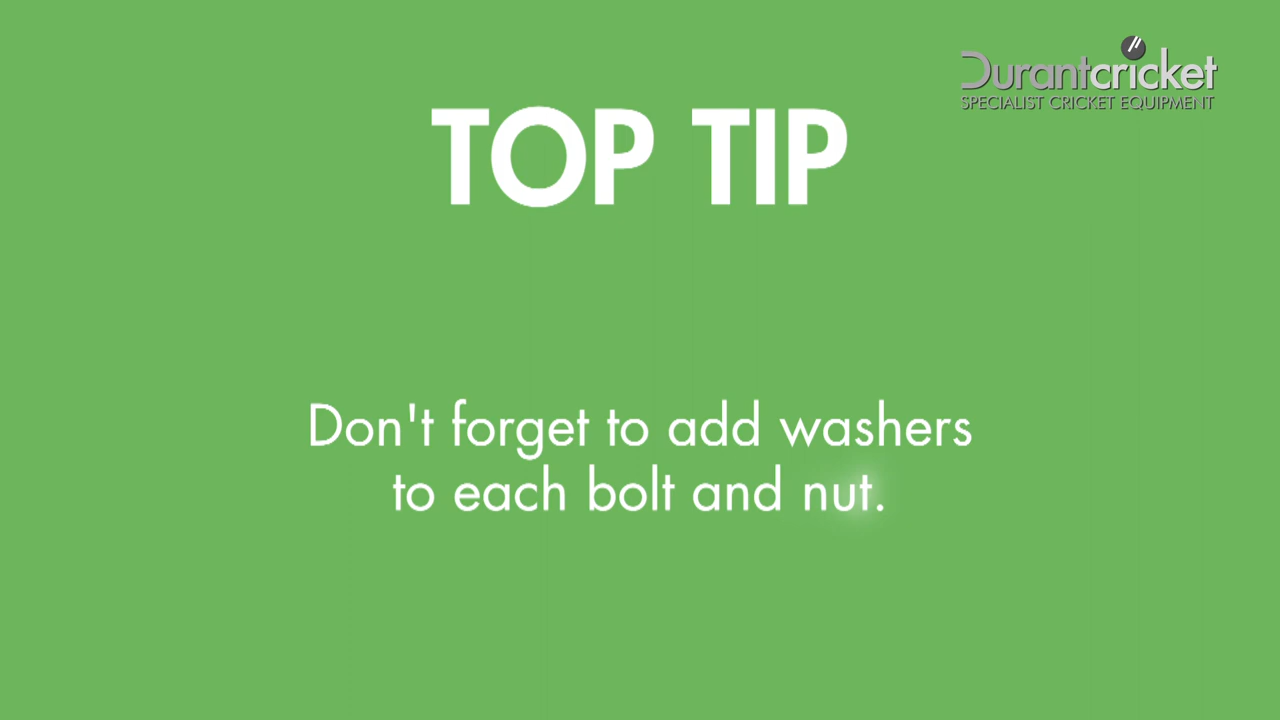 Durantcricket
SPECIALIST CRICKET EQUIPMENT
TOP TIP
Don't forget to add washers
to each bolt and nut.